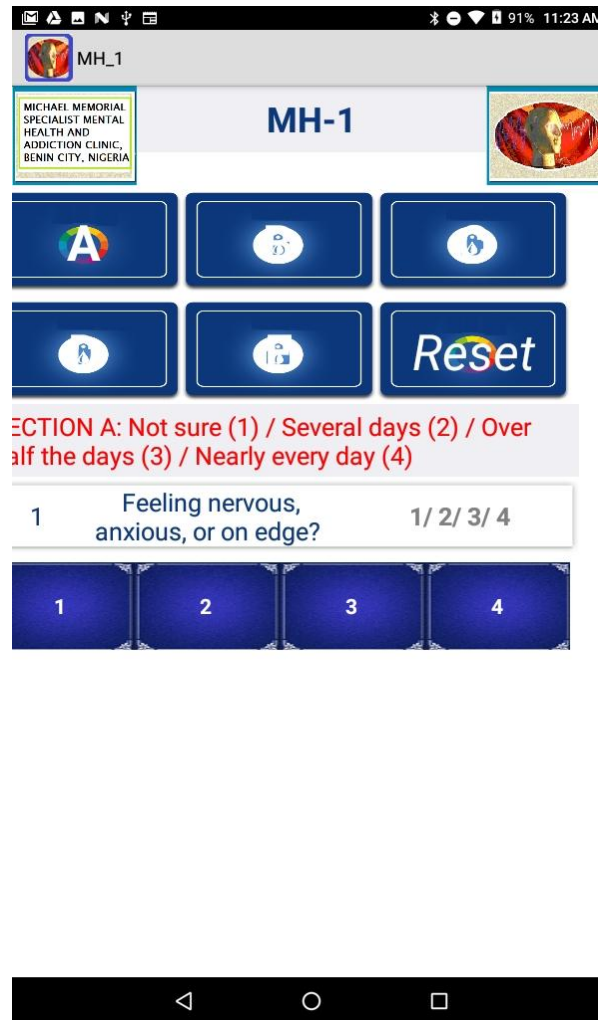 91% 11:23 AM
MH_1
MICHAEL MEMORIAL
SPECIALIST MENTAL
HEALTH AND
ADDICTION CLINIC,
BENIN CITY, NIGERIA
MH-1
A
Reset
ECTION A: Not sure (1) / Several days (2) / Over
alf the days (3) / Nearly every day (4)
1 Feeling nervous, anxious, or on edge? 1/ 2/ 3/ 4
1 2 3 4